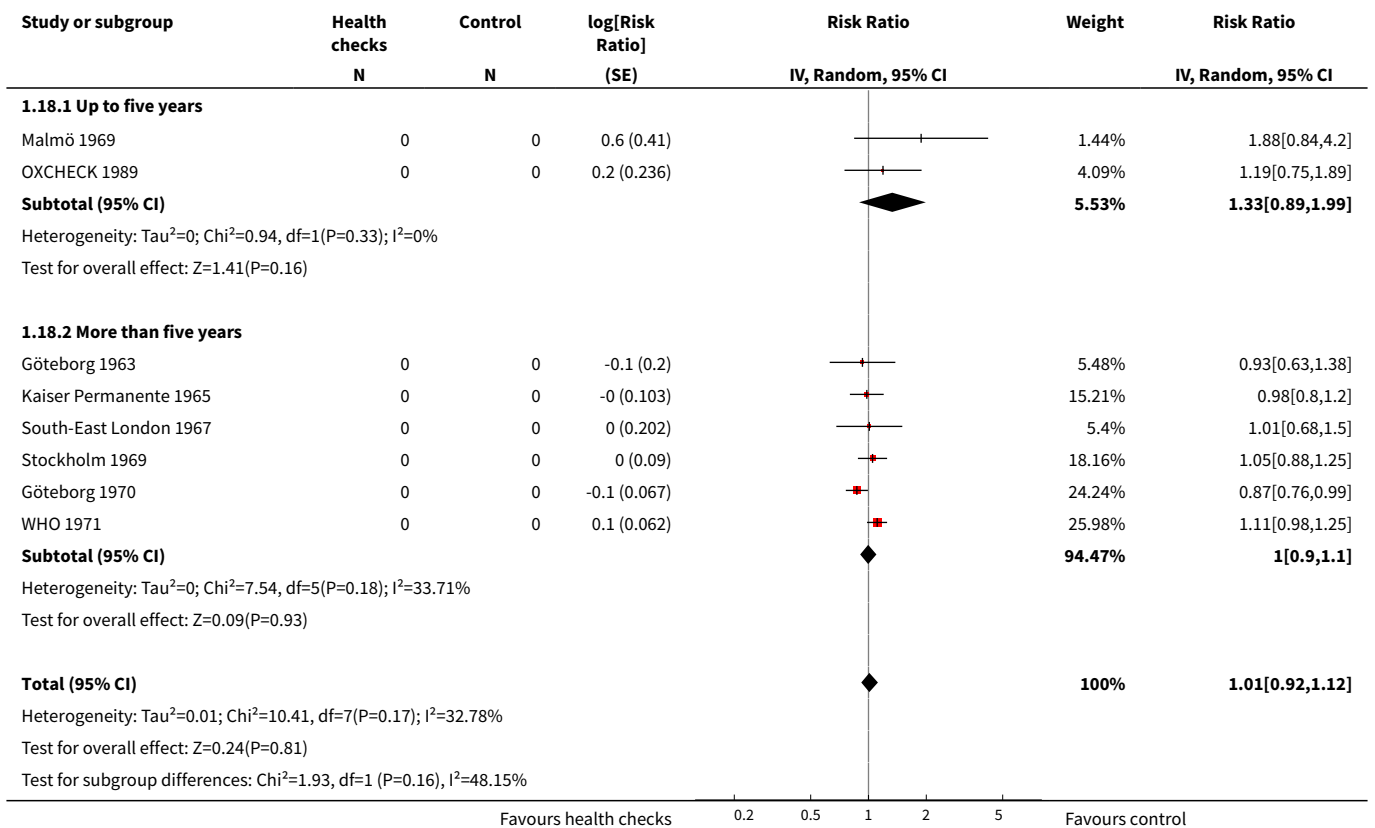 Study or subgroup Health checks Control log[Risk Ratio] Risk Ratio Weight Risk Ratio
N N (SE) IV, Random, 95% CI IV, Random, 95% CI
1.18.1 Up to five years
Malmö 1969 0 0 0.6 (0.41) 1.44% 1.88[0.84,4.2]
OXCHECK 1989 0 0 0.2 (0.236) 4.09% 1.19[0.75,1.89]
Subtotal (95% CI) 5.53% 1.33[0.89,1.99]
Heterogeneity: Tau²=0; Chi²=0.94, df=1(P=0.33); I²=0%
Test for overall effect: Z=1.41(P=0.16)
1.18.2 More than five years
Göteborg 1963 0 0 -0.1 (0.2) 5.48% 0.93[0.63,1.38]
Kaiser Permanente 1965 0 0 -0 (0.103) 15.21% 0.98[0.8,1.2]
South-East London 1967 0 0 0 (0.202) 5.4% 1.01[0.68,1.5]
Stockholm 1969 0 0 0 (0.09) 18.16% 1.05[0.88,1.25]
Göteborg 1970 0 0 -0.1 (0.067) 24.24% 0.87[0.76,0.99]
WHO 1971 0 0 0.1 (0.062) 25.98% 1.11[0.98,1.25]
Subtotal (95% CI) 94.47% 1[0.9,1.1]
Heterogeneity: Tau²=0; Chi²=7.54, df=5(P=0.18); I²=33.71%
Test for overall effect: Z=0.09(P=0.93)
Total (95% CI) 100% 1.01[0.92,1.12]
Heterogeneity: Tau²=0.01; Chi²=10.41, df=7(P=0.17); I²=32.78%
Test for overall effect: Z=0.24(P=0.81)
Test for subgroup differences: Chi²=1.93, df=1 (P=0.16), I²=48.15%
Favours health checks 0.2 0.5 1 2 5 Favours control